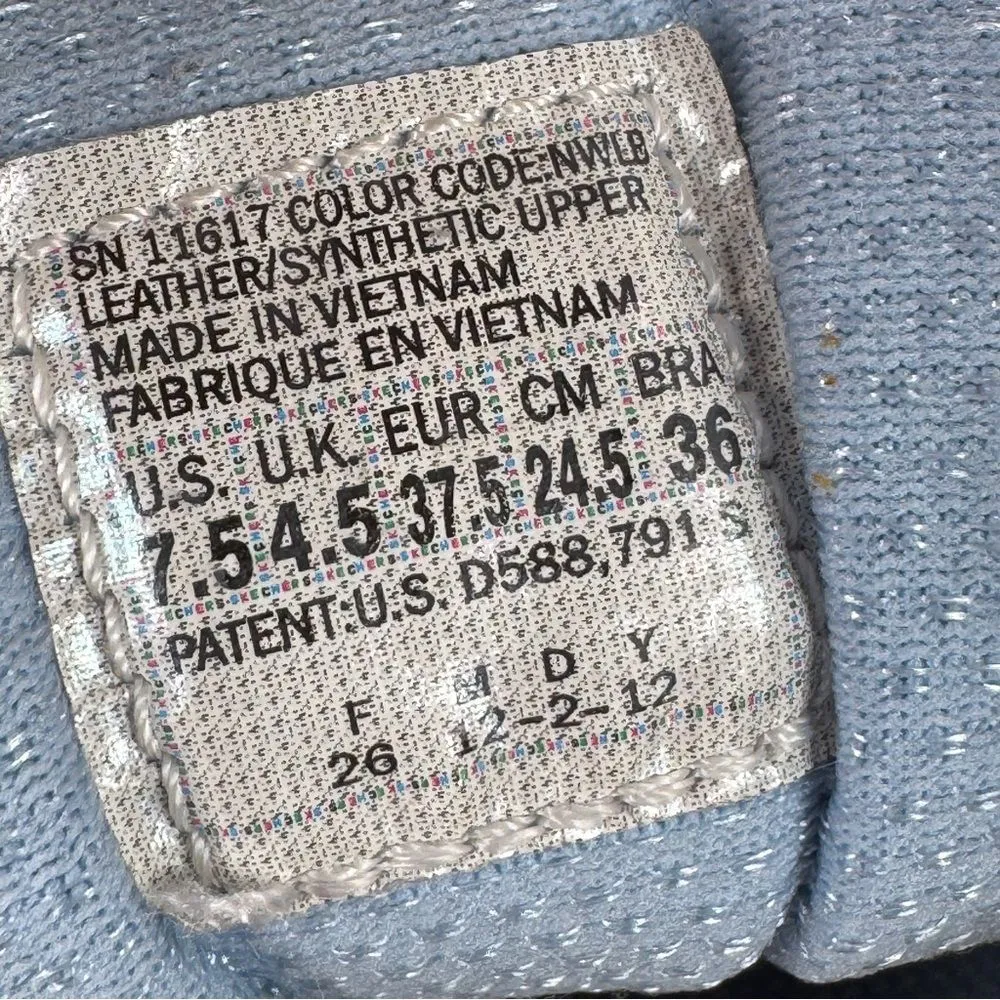 SN 11617 COLOR CODE:NWLB
LEATHER/SYNTHETIC UPPER
MADE IN VIETNAM
FABRIQUE EN VIETNAM
U.S. U.K. EUR CM BRA
7.5 4.5 37.5 24.5 36
PATENT:U.S. D588,791 S
F M D Y
26 12-2-12